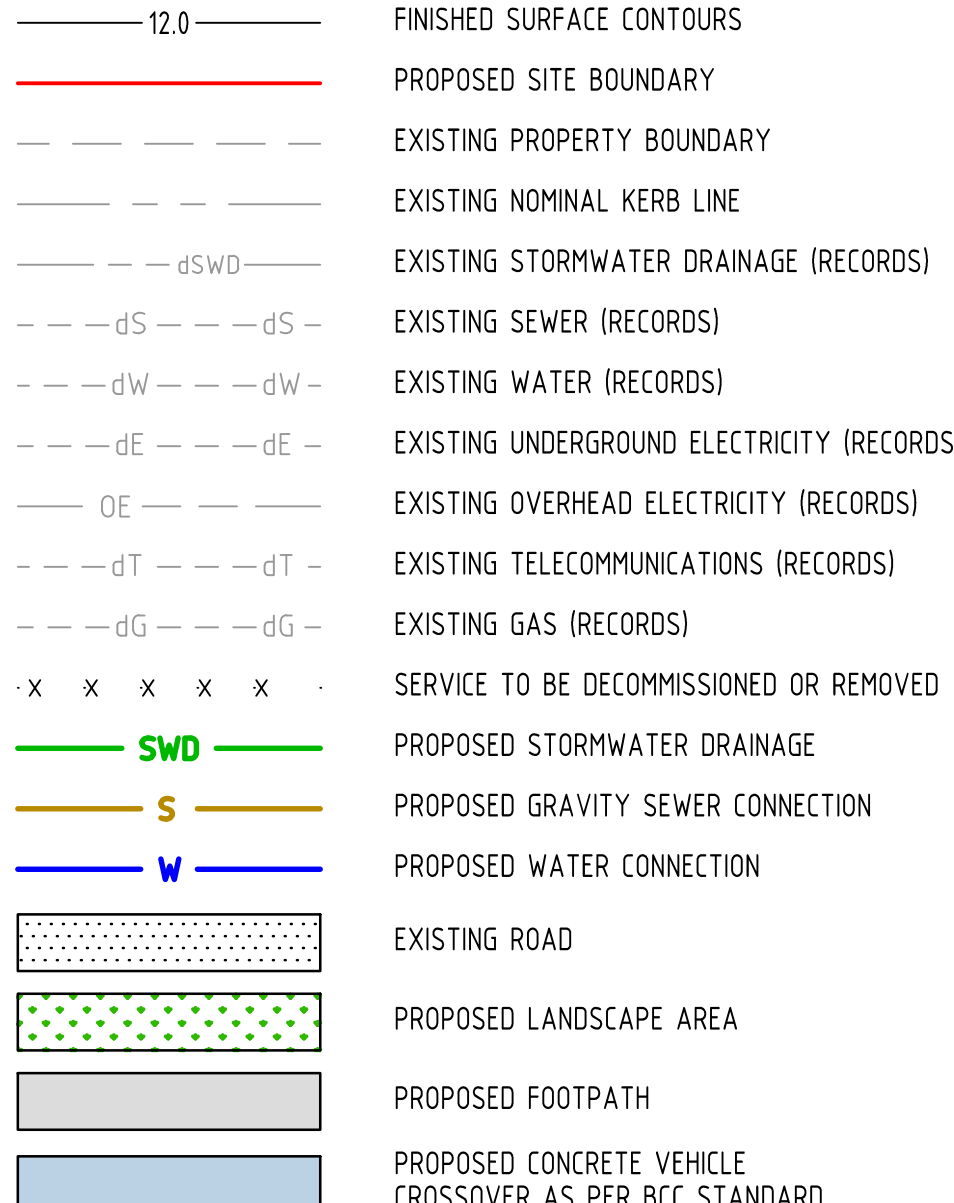 12.0 FINISHED SURFACE CONTOURS
PROPOSED SITE BOUNDARY
EXISTING PROPERTY BOUNDARY
EXISTING NOMINAL KERB LINE
dSWD EXISTING STORMWATER DRAINAGE (RECORDS)
dS dS EXISTING SEWER (RECORDS)
dW dW EXISTING WATER (RECORDS)
dE dE EXISTING UNDERGROUND ELECTRICITY (RECORDS
OE EXISTING OVERHEAD ELECTRICITY (RECORDS)
dT dT EXISTING TELECOMMUNICATIONS (RECORDS)
dG dG EXISTING GAS (RECORDS)
X X X X X SERVICE TO BE DECOMMISSIONED OR REMOVED
SWD PROPOSED STORMWATER DRAINAGE
S PROPOSED GRAVITY SEWER CONNECTION
W PROPOSED WATER CONNECTION
EXISTING ROAD
PROPOSED LANDSCAPE AREA
PROPOSED FOOTPATH
PROPOSED CONCRETE VEHICLE
CROSSOVER AS PER BCC STANDARD